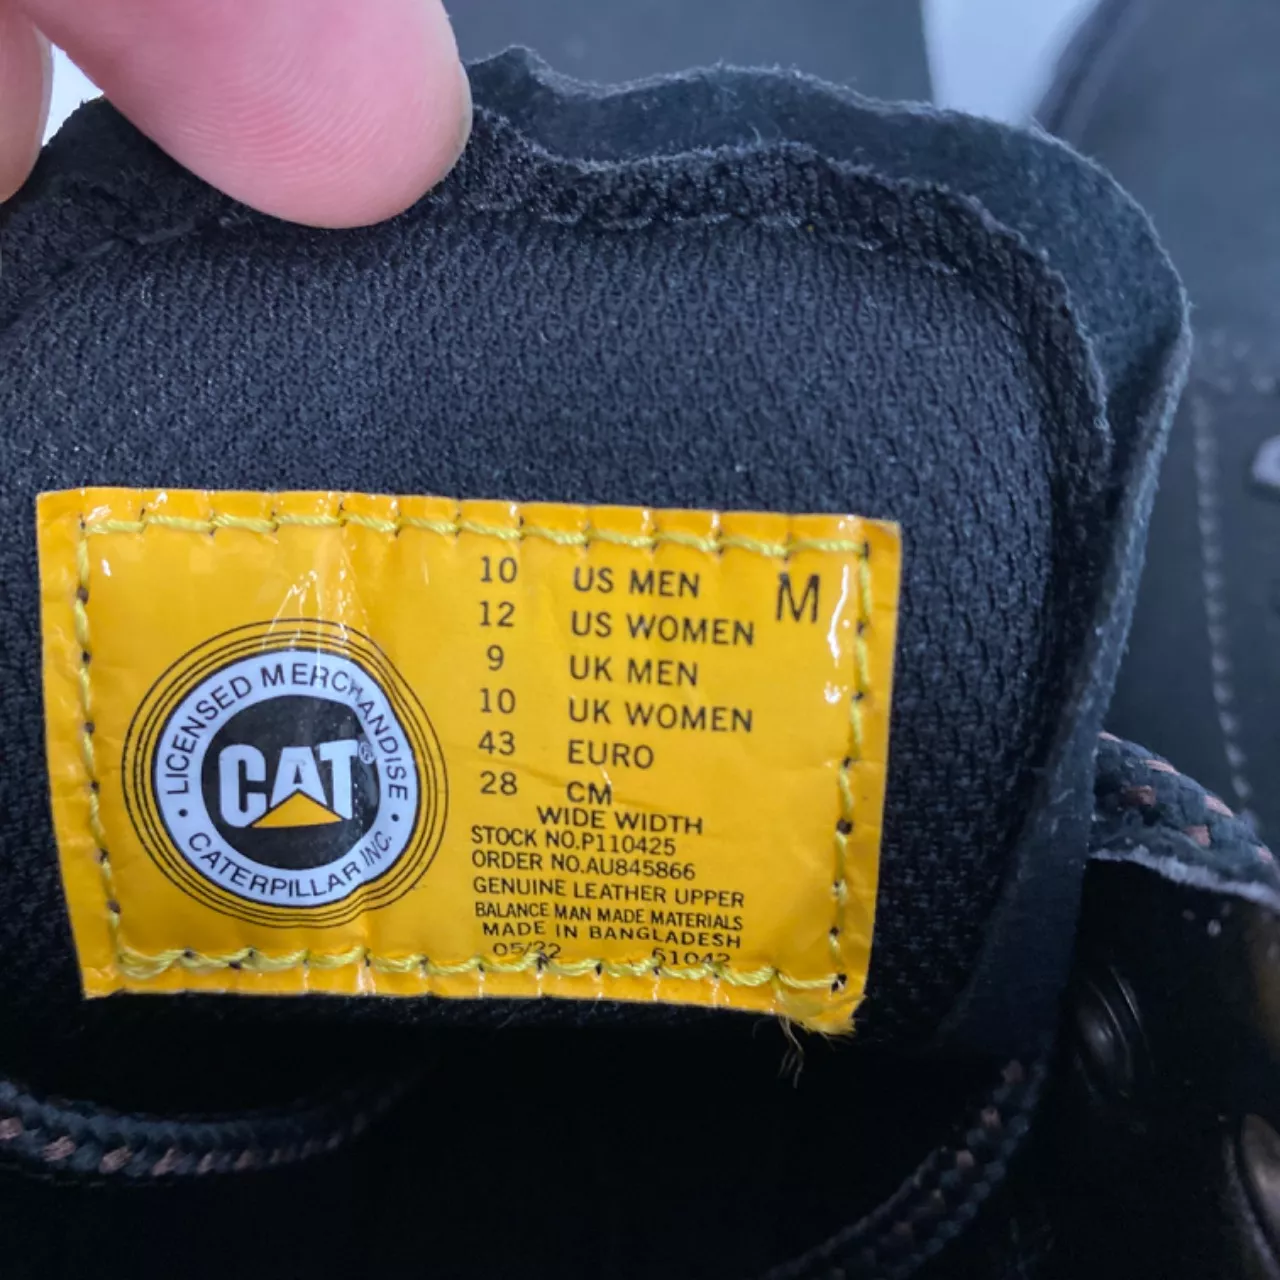 10 US MEN M
12 US WOMEN
9 UK MEN
10 UK WOMEN
43 EURO
28 CM
WIDE WIDTH
STOCK NO.P110425
ORDER NO.AU845866
GENUINE LEATHER UPPER
BALANCE MAN MADE MATERIALS
MADE IN BANGLADESH
05/22 51042
LICENSED MERCHANDISE
CAT®
• CATERPILLAR INC. •